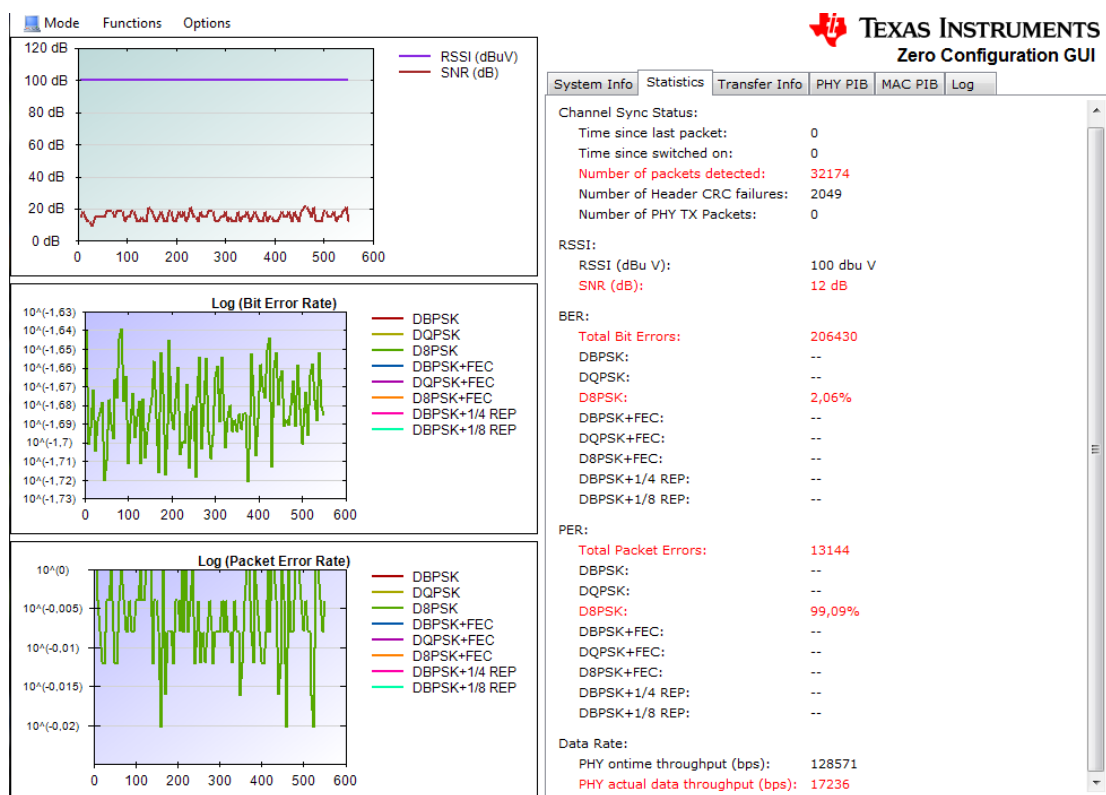 Mode Functions Options
TEXAS INSTRUMENTS
Zero Configuration GUI
120 dB
100 dB
80 dB
60 dB
40 dB
20 dB
0 dB
0 100 200 300 400 500 600
RSSI (dBuV)
SNR (dB)
Log (Bit Error Rate)
10^(-1,63)
10^(-1,64)
10^(-1,65)
10^(-1,66)
10^(-1,67)
10^(-1,68)
10^(-1,69)
10^(-1,7)
10^(-1,71)
10^(-1,72)
10^(-1,73)
0 100 200 300 400 500 600
DBPSK
DQPSK
D8PSK
DBPSK+FEC
DQPSK+FEC
D8PSK+FEC
DBPSK+1/4 REP
DBPSK+1/8 REP
Log (Packet Error Rate)
10^(0)
10^(-0,005)
10^(-0,01)
10^(-0,015)
10^(-0,02)
0 100 200 300 400 500 600
DBPSK
DQPSK
D8PSK
DBPSK+FEC
DQPSK+FEC
D8PSK+FEC
DBPSK+1/4 REP
DBPSK+1/8 REP
System Info Statistics Transfer Info PHY PIB MAC PIB Log
Channel Sync Status:
Time since last packet: 0
Time since switched on: 0
Number of packets detected: 32174
Number of Header CRC failures: 2049
Number of PHY TX Packets: 0
RSSI:
RSSI (dBu V): 100 dbu V
SNR (dB): 12 dB
BER:
Total Bit Errors: 206430
DBPSK: --
DQPSK: --
D8PSK: 2,06%
DBPSK+FEC: --
DQPSK+FEC: --
D8PSK+FEC: --
DBPSK+1/4 REP: --
DBPSK+1/8 REP: --
PER:
Total Packet Errors: 13144
DBPSK: --
DQPSK: --
D8PSK: 99,09%
DBPSK+FEC: --
DQPSK+FEC: --
D8PSK+FEC: --
DBPSK+1/4 REP: --
DBPSK+1/8 REP: --
Data Rate:
PHY ontime throughput (bps): 128571
PHY actual data throughput (bps): 17236